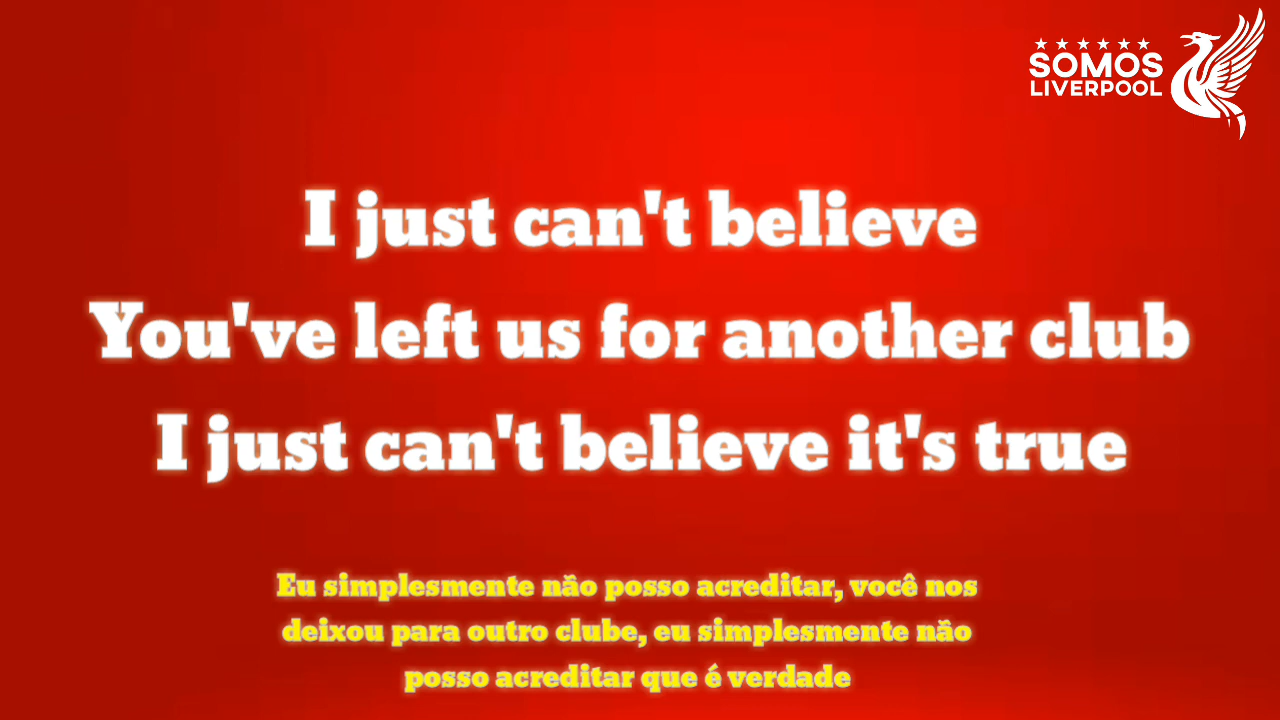 ★★★★★★
SOMOS
LIVERPOOL
I just can't believe
You've left us for another club
I just can't believe it's true
Eu simplesmente não posso acreditar, você nos
deixou para outro clube, eu simplesmente não
posso acreditar que é verdade